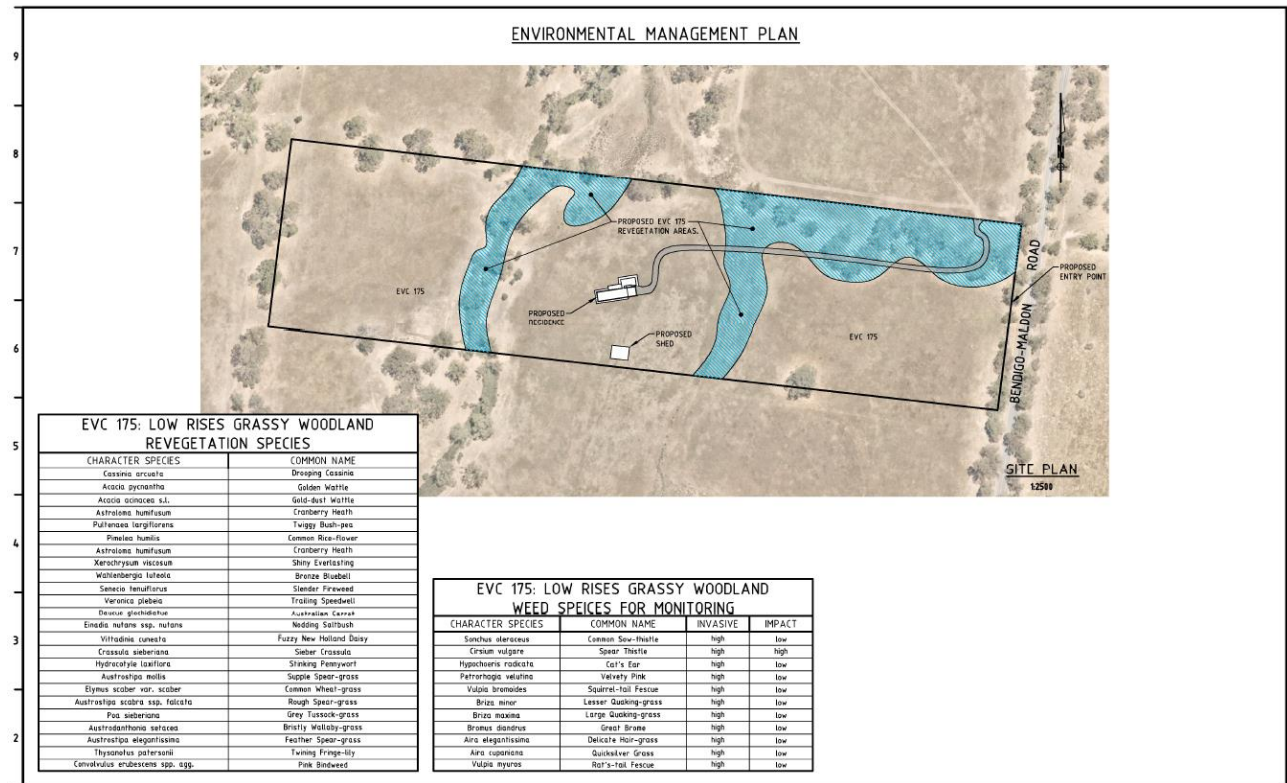 ENVIRONMENTAL MANAGEMENT PLAN
9
8
7
6
5
4
3
2
N
PROPOSED EVC 175
REVEGETATION AREAS.
ROAD
PROPOSED
ENTRY POINT
EVC 175
PROPOSED
RESIDENCE
PROPOSED
SHED
EVC 175
BENDIGO-MALDON
SITE PLAN
1:2500
EVC 175: LOW RISES GRASSY WOODLAND
REVEGETATION SPECIES
CHARACTER SPECIES COMMON NAME
Cassinia arcuata Drooping Cassinia
Acacia pycnantha Golden Wattle
Acacia acinacea s.l. Gold-dust Wattle
Astroloma humifusum Cranberry Heath
Pultenaea largiflorens Twiggy Bush-pea
Pimelea humilis Common Rice-flower
Astroloma humifusum Cranberry Heath
Xerochrysum viscosum Shiny Everlasting
Wahlenbergia luteola Bronze Bluebell
Senecio tenuiflorus Slender Fireweed
Veronica plebeia Trailing Speedwell
Daucus glochidiatus Australian Carrot
Einadia nutans ssp. nutans Nodding Saltbush
Vittadinia cuneata Fuzzy New Holland Daisy
Crassula sieberiana Sieber Crassula
Hydrocotyle laxiflora Stinking Pennywort
Austrostipa mollis Supple Spear-grass
Elymus scaber var. scaber Common Wheat-grass
Austrostipa scabra ssp. falcata Rough Spear-grass
Poa sieberiana Grey Tussock-grass
Austrodanthonia setacea Bristly Wallaby-grass
Austrostipa elegantissima Feather Spear-grass
Thysanotus patersonii Twining Fringe-lily
Convolvulus erubescens spp. agg. Pink Bindweed
EVC 175: LOW RISES GRASSY WOODLAND
WEED SPEICES FOR MONITORING
CHARACTER SPECIES COMMON NAME INVASIVE IMPACT
Sonchus oleraceus Common Sow-thistle high low
Cirsium vulgare Spear Thistle high high
Hypochoeris radicata Cat's Ear high low
Petrorhagia velutina Velvety Pink high low
Vulpia bromoides Squirrel-tail Fescue high low
Briza minor Lesser Quaking-grass high low
Briza maxima Large Quaking-grass high low
Bromus diandrus Great Brome high low
Aira elegantissima Delicate Hair-grass high low
Aira cupaniana Quicksilver Grass high low
Vulpia myuros Rat's-tail Fescue high low